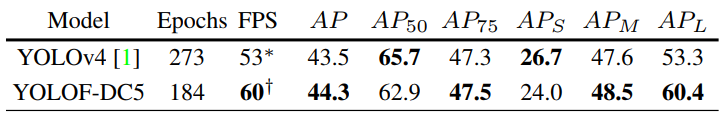 Model Epochs FPS AP AP50 AP75 APS APM APL
YOLOv4 [1] 273 53* 43.5 65.7 47.3 26.7 47.6 53.3
YOLOF-DC5 184 60† 44.3 62.9 47.5 24.0 48.5 60.4